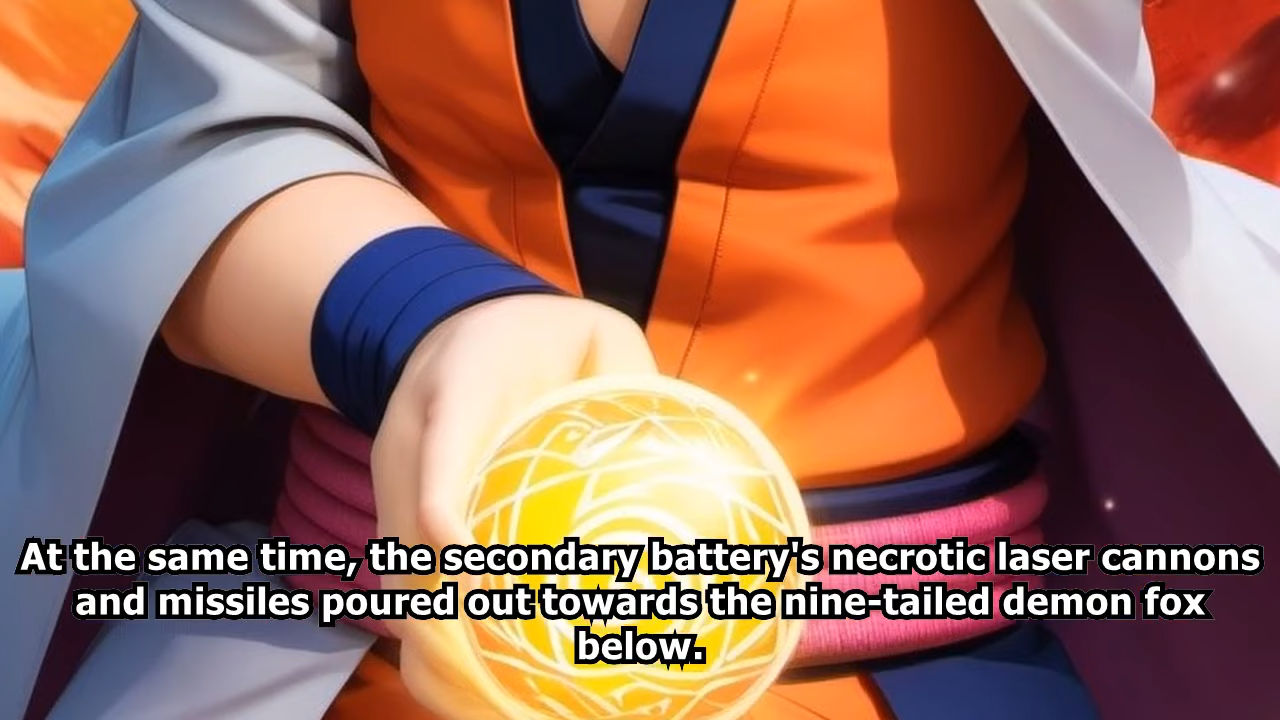 At the same time, the secondary battery's necrotic laser cannons
and missiles poured out towards the nine-tailed demon fox
below.